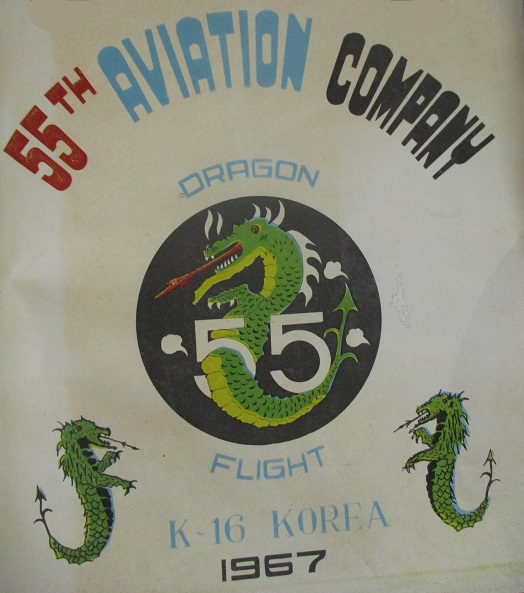 55TH AVIATION COMPANY
DRAGON
55
FLIGHT
K-16 KOREA
1967